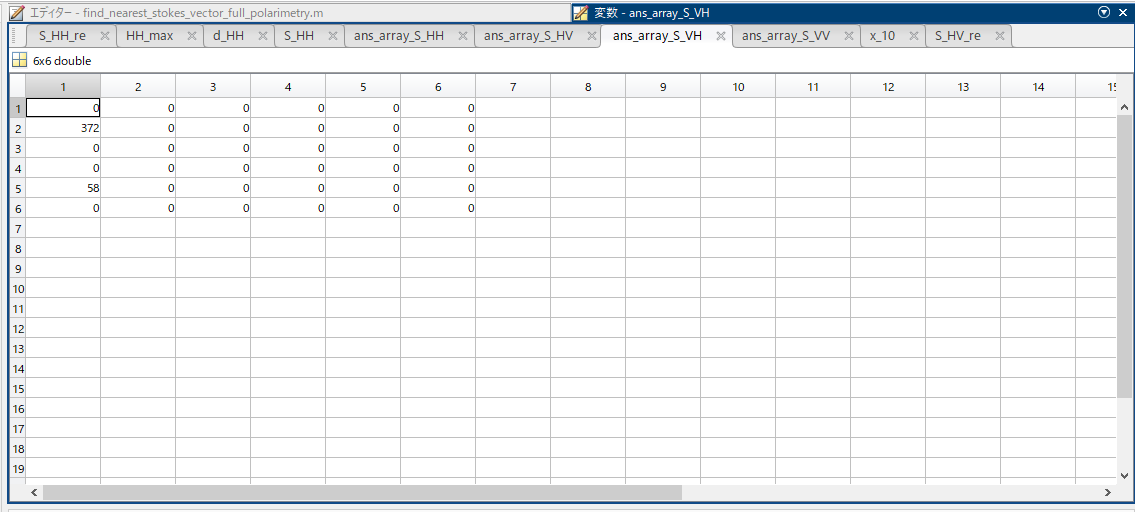 エディター - find_nearest_stokes_vector_full_polarimetry.m
変数 - ans_array_S_VH
S_HH_re HH_max d_HH S_HH ans_array_S_HH ans_array_S_HV ans_array_S_VH ans_array_S_VV x_10 S_HV_re
6x6 double
1 2 3 4 5 6 7 8 9 10 11 12 13 14 15
1 0 0 0 0 0 0
2 372 0 0 0 0 0
3 0 0 0 0 0 0
4 0 0 0 0 0 0
5 58 0 0 0 0 0
6 0 0 0 0 0 0
7
8
9
10
11
12
13
14
15
16
17
18
19